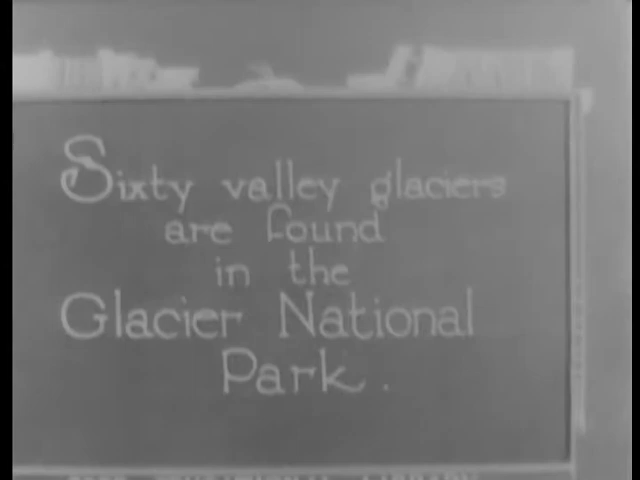 Sixty valley glaciers
are found
in the
Glacier National
Park.